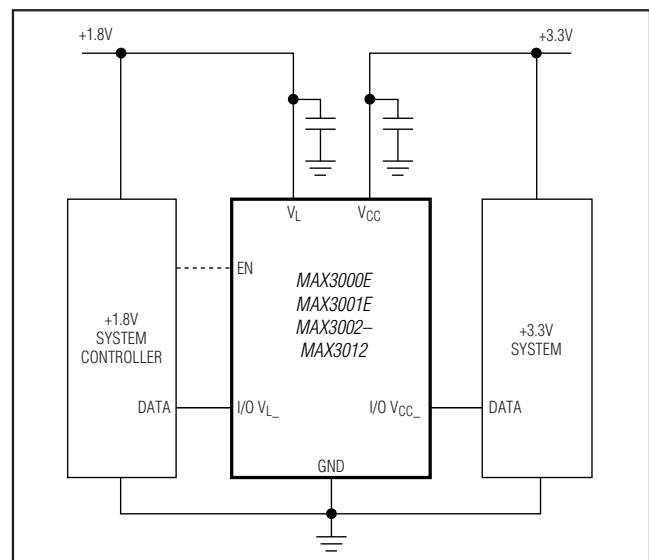 +1.8V
+3.3V
VL
VCC
EN
MAX3000E
MAX3001E
MAX3002–
MAX3012
+1.8V
SYSTEM
CONTROLLER
+3.3V
SYSTEM
DATA
I/O VL_
I/O VCC_
DATA
GND